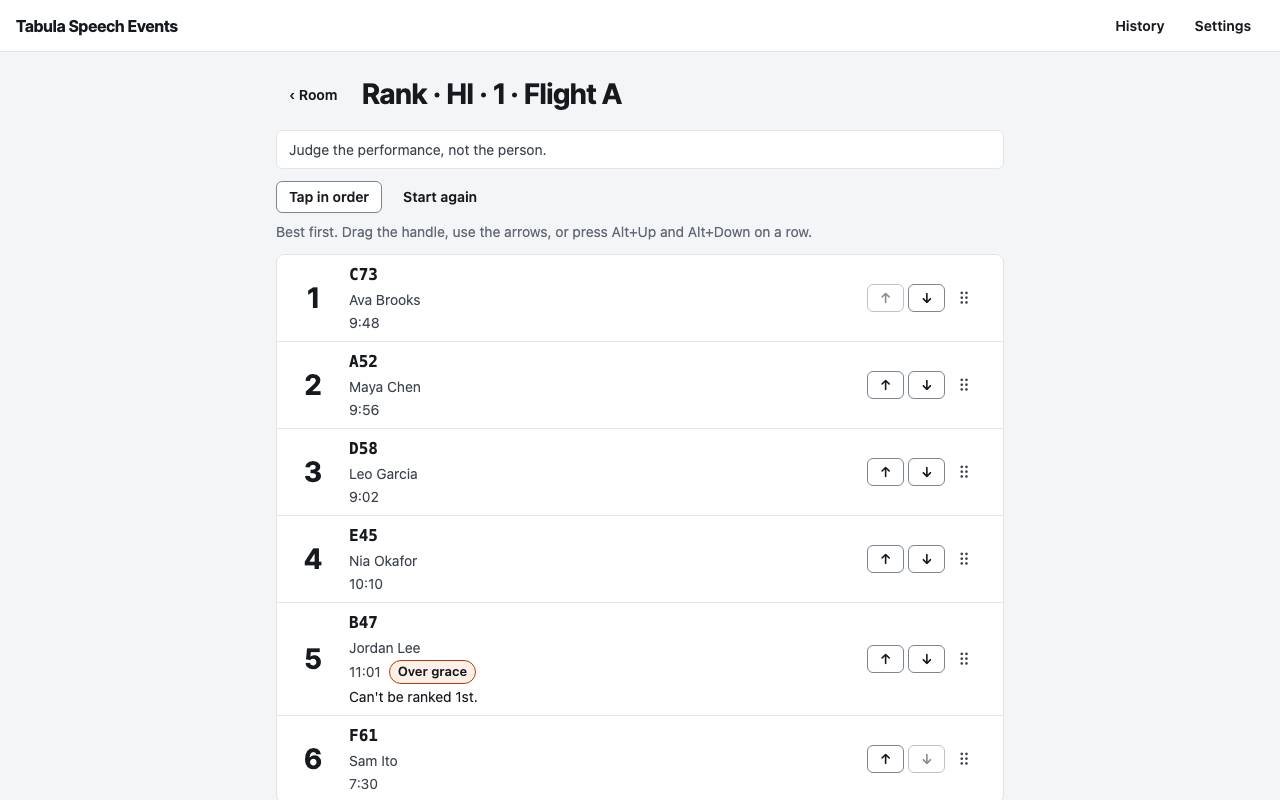 Tabula Speech Events
History
Settings
‹ Room
Rank · HI · 1 · Flight A
Judge the performance, not the person.
Tap in order
Start again
Best first. Drag the handle, use the arrows, or press Alt+Up and Alt+Down on a row.
1
C73
Ava Brooks
9:48
↑ ↓
2
A52
Maya Chen
9:56
↑ ↓
3
D58
Leo Garcia
9:02
↑ ↓
4
E45
Nia Okafor
10:10
↑ ↓
5
B47
Jordan Lee
11:01 Over grace
Can't be ranked 1st.
↑ ↓
6
F61
Sam Ito
7:30
↑ ↓